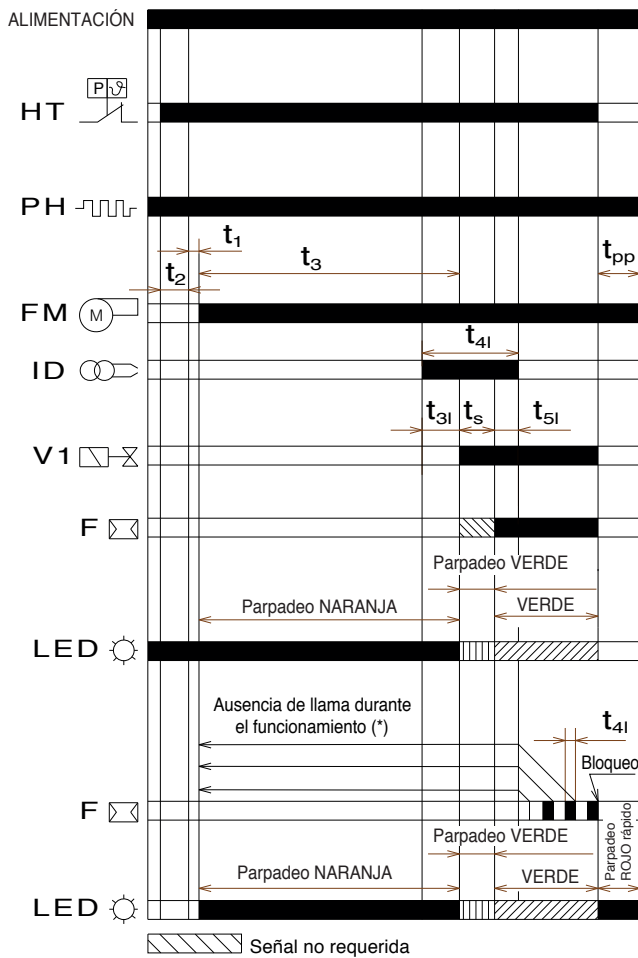 ALIMENTACIÓN
P ϑ
HT
PH
t1
t3
tpp
t2
FM M
t4l
ID
t3l ts t5l
V1
F
Parpadeo VERDE
Parpadeo NARANJA VERDE
LED
Ausencia de llama durante
el funcionamiento (*)
t4l
Bloqueo
F
Parpadeo VERDE
Parpadeo
ROJO rápido
Parpadeo NARANJA VERDE
LED
Señal no requerida